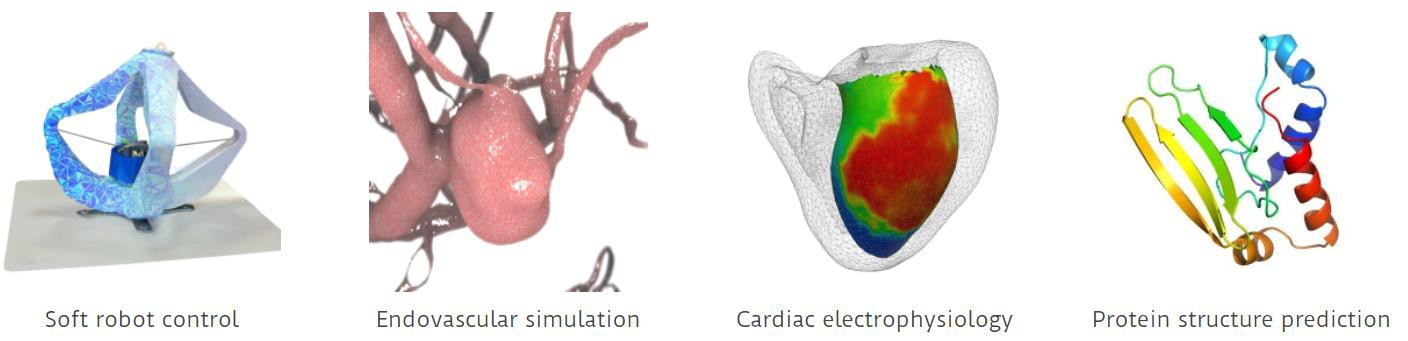 Soft robot control
Endovascular simulation
Cardiac electrophysiology
Protein structure prediction